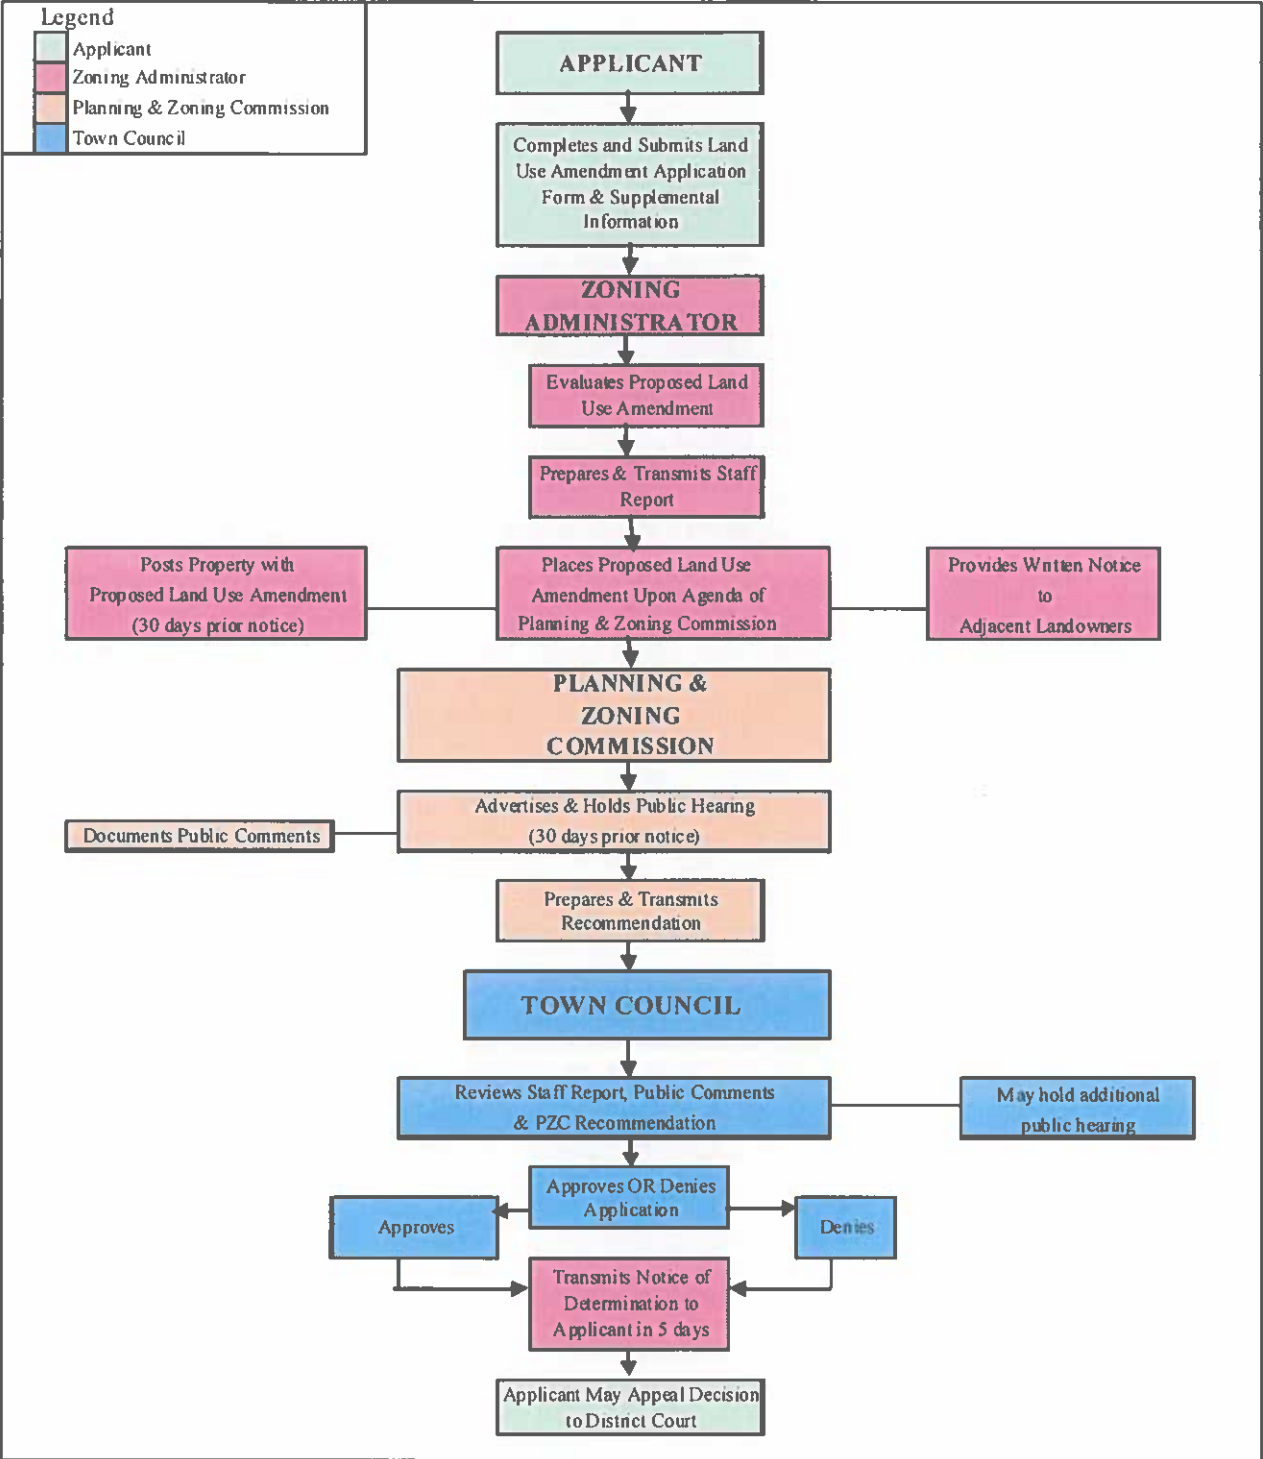 Legend
Applicant
Zoning Administrator
Planning & Zoning Commission
Town Council
APPLICANT
Completes and Submits Land
Use Amendment Application
Form & Supplemental
Information
ZONING
ADMINISTRATOR
Evaluates Proposed Land
Use Amendment
Prepares & Transmits Staff
Report
Posts Property with
Proposed Land Use Amendment
(30 days prior notice)
Places Proposed Land Use
Amendment Upon Agenda of
Planning & Zoning Commission
Provides Written Notice
to
Adjacent Landowners
PLANNING &
ZONING
COMMISSION
Advertises & Holds Public Hearing
(30 days prior notice)
Documents Public Comments
Prepares & Transmits
Recommendation
TOWN COUNCIL
Reviews Staff Report, Public Comments
& PZC Recommendation
May hold additional
public hearing
Approves OR Denies
Application
Approves
Denies
Transmits Notice of
Determination to
Applicant in 5 days
Applicant May Appeal Decision
to District Court